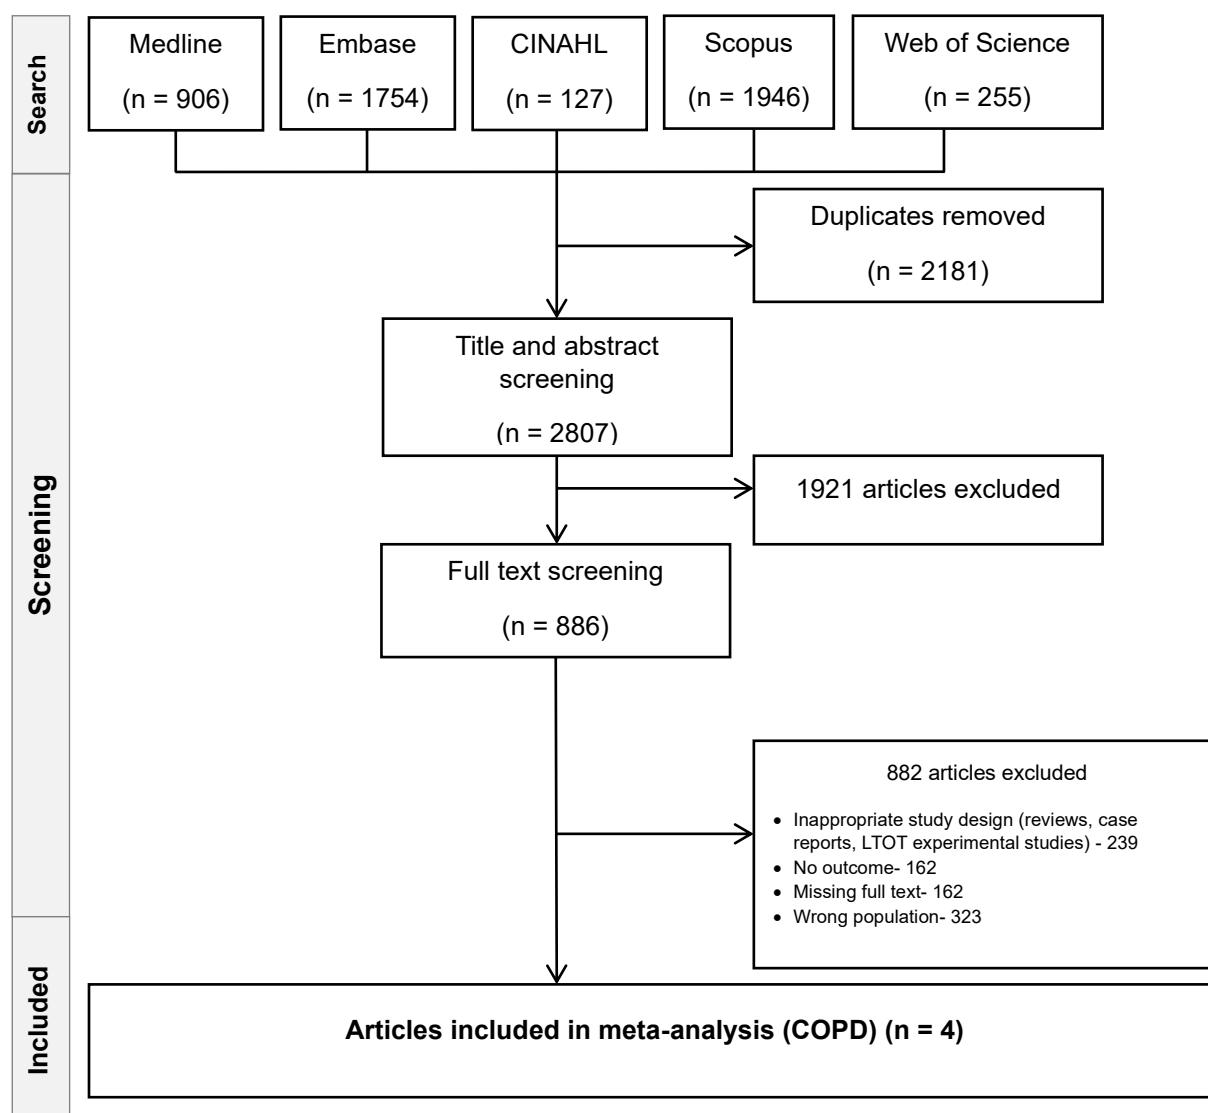 Search
Medline
(n = 906)
Embase
(n = 1754)
CINAHL
(n = 127)
Scopus
(n = 1946)
Web of Science
(n = 255)
Screening
Duplicates removed
(n = 2181)
Title and abstract
screening
(n = 2807)
1921 articles excluded
Full text screening
(n = 886)
882 articles excluded
• Inappropriate study design (reviews, case
reports, LTOT experimental studies) - 239
• No outcome- 162
• Missing full text- 162
• Wrong population- 323
Included
Articles included in meta-analysis (COPD) (n = 4)